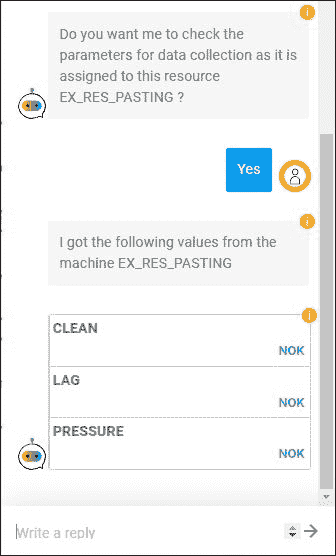 Do you want me to check the
parameters for data collection as it is
assigned to this resource
EX_RES_PASTING ?
Yes
I got the following values from the
machine EX_RES_PASTING
CLEAN
NOK
LAG
NOK
PRESSURE
NOK
Write a reply